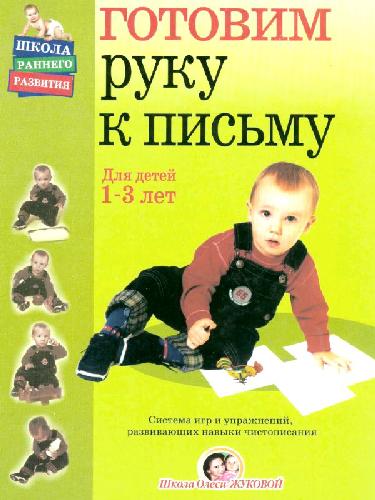 ШКОЛА
РАННЕГО
РАЗВИТИЯ
ГОТОВИМ
РУКУ
К ПИСЬМУ
Для детей
1-3 лет
Система игр и упражнений,
развивающих навыки чистописания
Школа Олеси ЖУКОВОЙ